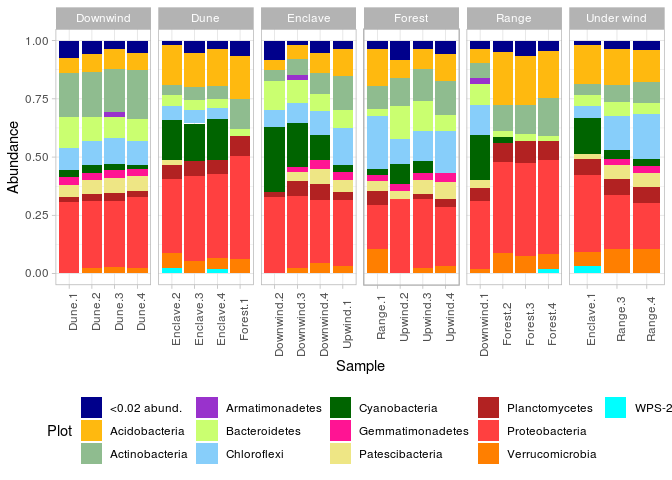 Downwind Dune Enclave Forest Range Under wind
1.00
0.75
0.50
0.25
0.00
Abundance
Dune.1 Dune.2 Dune.3 Dune.4 Enclave.2 Enclave.3 Enclave.4 Forest.1 Downwind.2 Downwind.3 Downwind.4 Upwind.1 Range.1 Upwind.2 Upwind.3 Upwind.4 Downwind.1 Forest.2 Forest.3 Forest.4 Enclave.1 Range.3 Range.4
Sample
Plot
<0.02 abund. Armatimonadetes Cyanobacteria Planctomycetes WPS-2
Acidobacteria Bacteroidetes Gemmatimonadetes Proteobacteria
Actinobacteria Chloroflexi Patescibacteria Verrucomicrobia